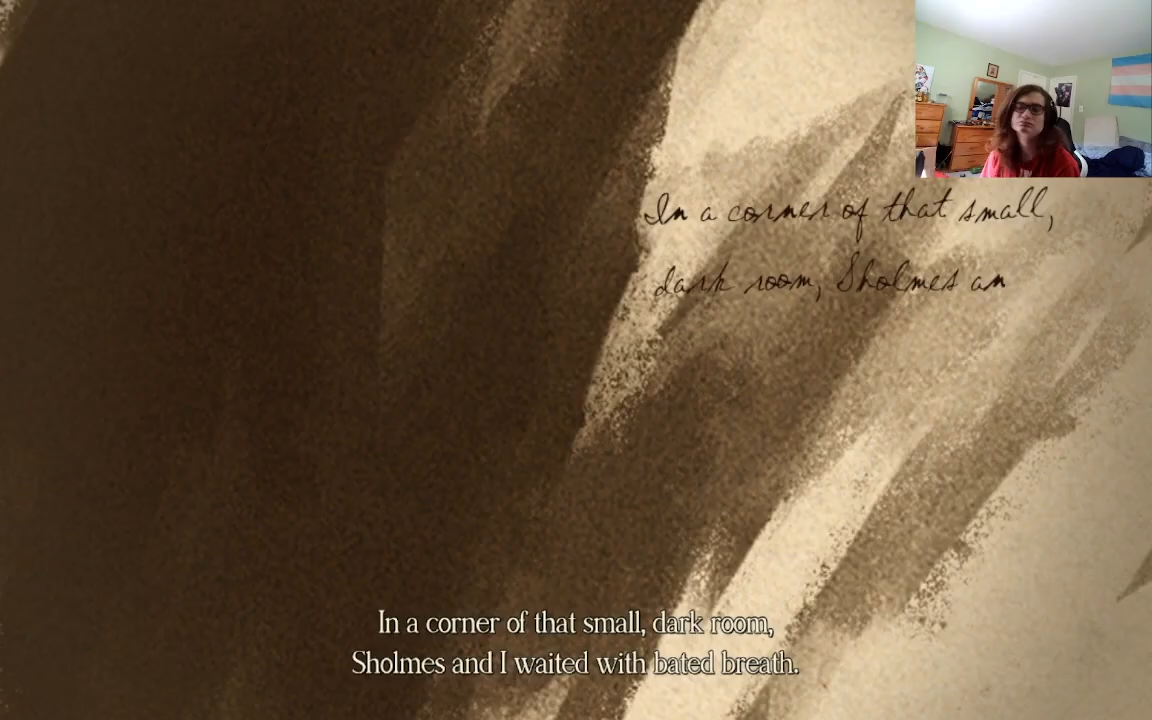 In a corner of that small,
dark room, Sholmes an
In a corner of that small, dark room,
Sholmes and I waited with bated breath.